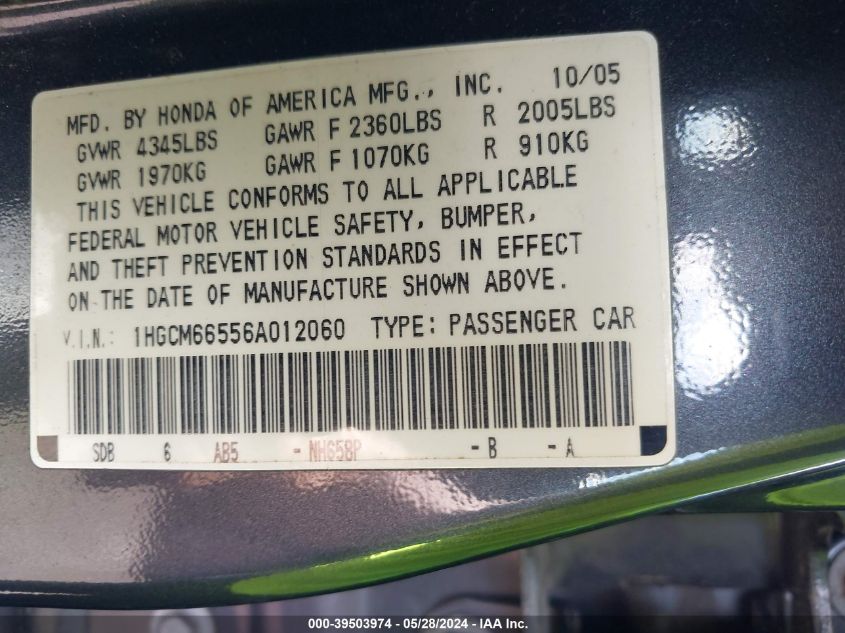 MFD. BY HONDA OF AMERICA MFG., INC. 10/05
GVWR 4345LBS GAWR F 2360LBS R 2005LBS
GVWR 1970KG GAWR F 1070KG R 910KG
THIS VEHICLE CONFORMS TO ALL APPLICABLE
FEDERAL MOTOR VEHICLE SAFETY, BUMPER,
AND THEFT PREVENTION STANDARDS IN EFFECT
ON THE DATE OF MANUFACTURE SHOWN ABOVE.
V.I.N.: 1HGCM66556A012060 TYPE: PASSENGER CAR
SDB 6 AB5 -NH658P -B -A
000-39503974 / 05/28/2024 - IAA Inc.